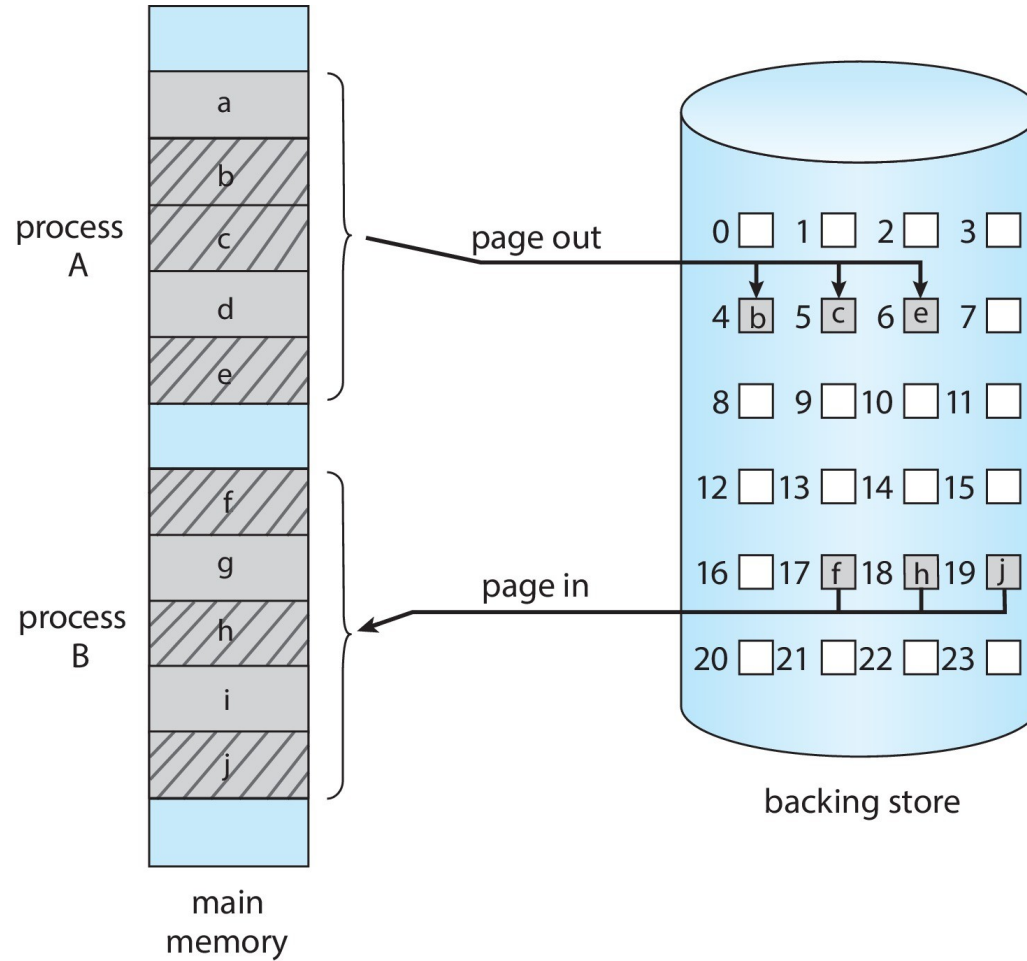 a
b
process
A
c
d
e
f
g
process
B
h
i
j
main
memory
page out
page in
0 1 2 3
4 b 5 c 6 e 7
8 9 10 11
12 13 14 15
16 17 f 18 h 19 j
20 21 22 23
backing store